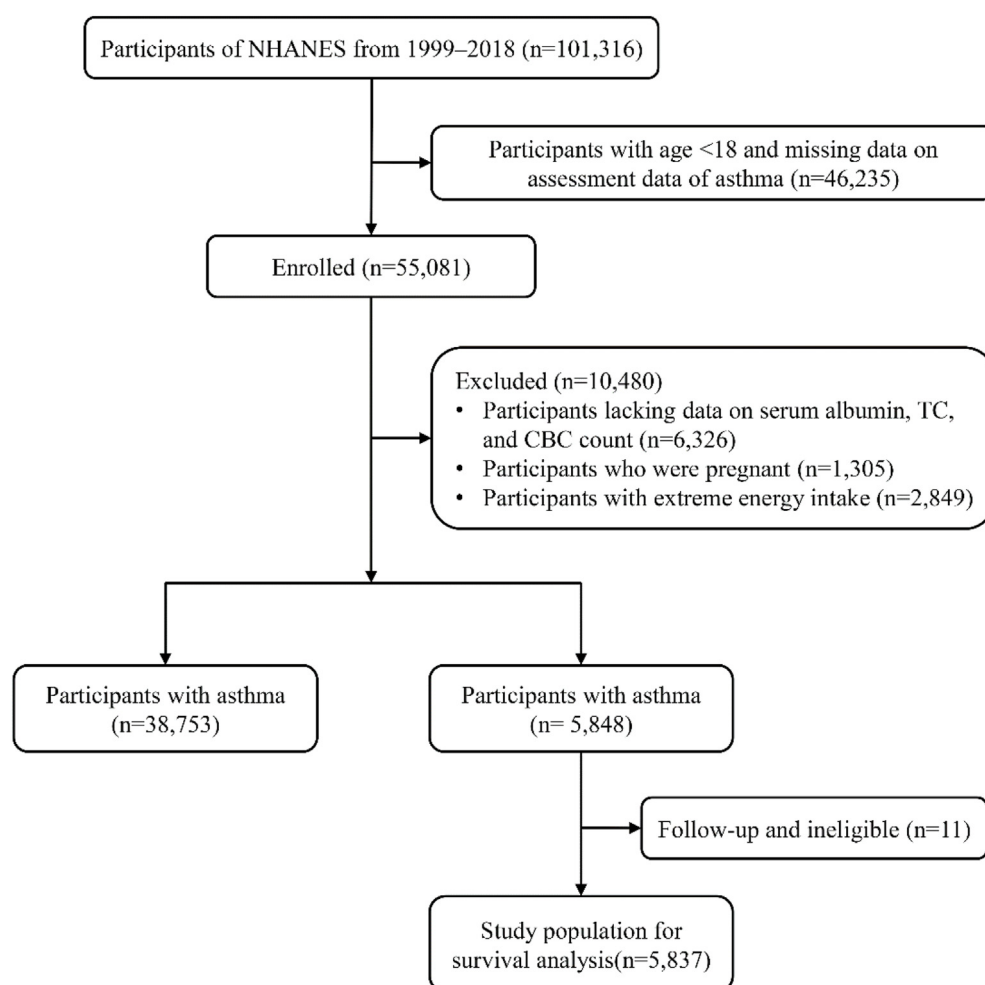 Participants of NHANES from 1999–2018 (n=101,316)
Participants with age <18 and missing data on
assessment data of asthma (n=46,235)
Enrolled (n=55,081)
Excluded (n=10,480)
• Participants lacking data on serum albumin, TC,
and CBC count (n=6,326)
• Participants who were pregnant (n=1,305)
• Participants with extreme energy intake (n=2,849)
Participants with asthma
(n=38,753)
Participants with asthma
(n= 5,848)
Follow-up and ineligible (n=11)
Study population for
survival analysis(n=5,837)